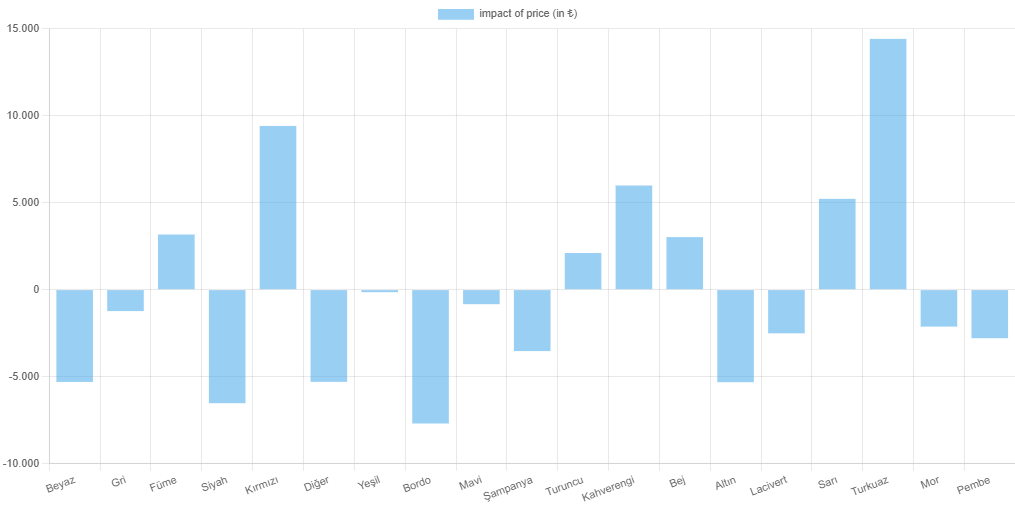 impact of price (in ₺)
15.000
10.000
5.000
0
-5.000
-10.000
Beyaz
Gri
Füme
Siyah
Kırmızı
Diğer
Yeşil
Bordo
Mavi
Şampanya
Turuncu
Kahverengi
Bej
Altın
Lacivert
Sarı
Turkuaz
Mor
Pembe